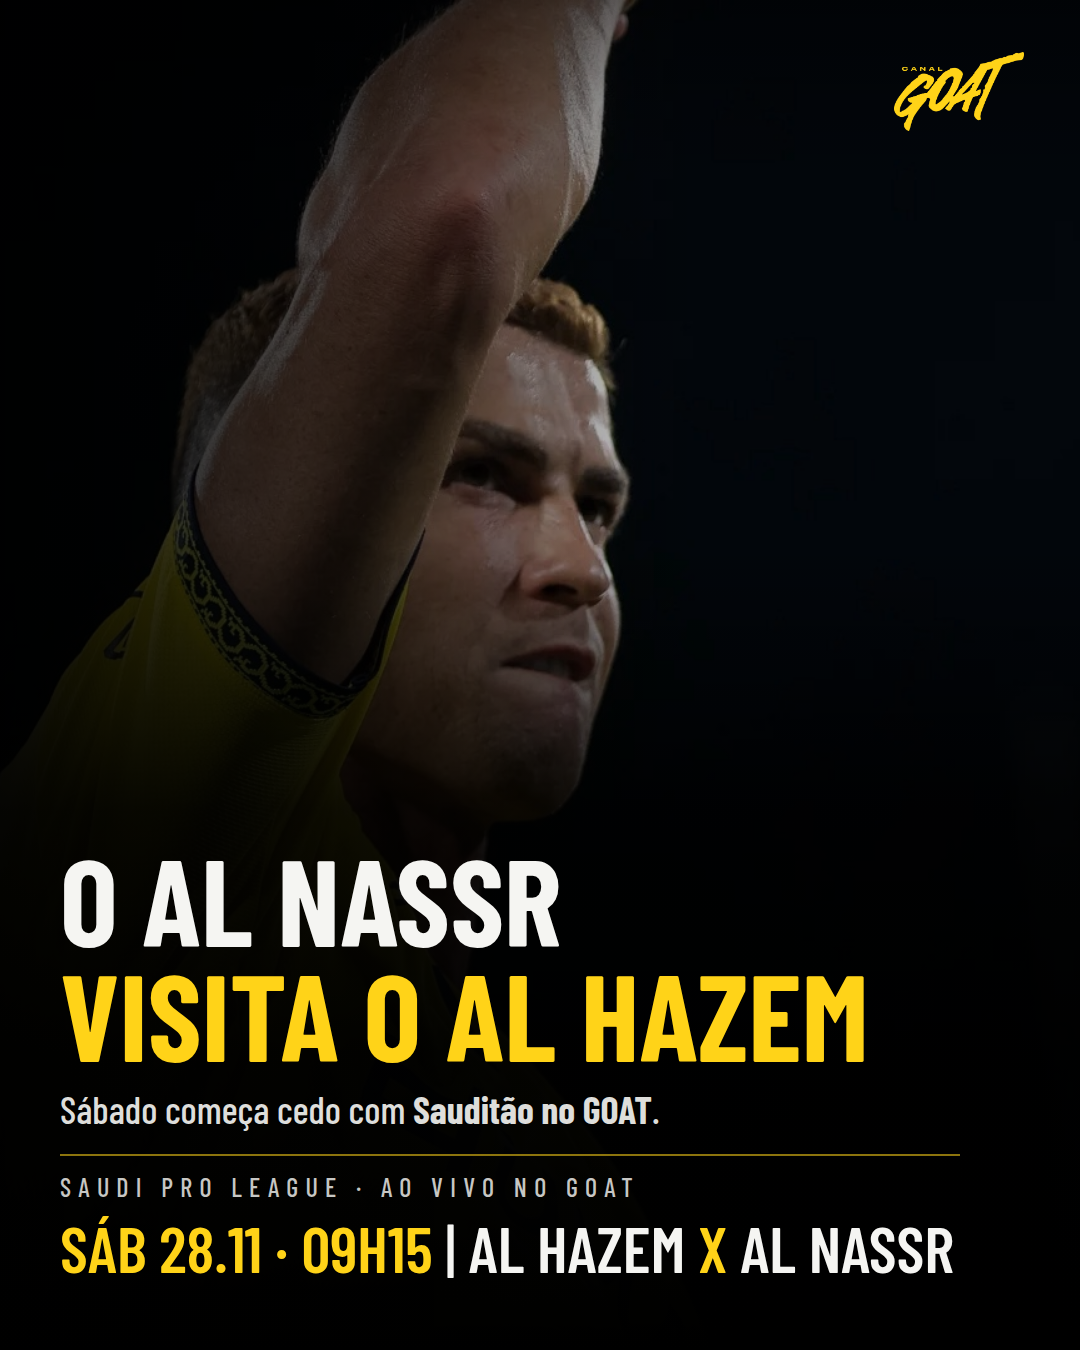 CANAL
GOAT
O AL NASSR
VISITA O AL HAZEM
Sábado começa cedo com Sauditão no GOAT.
SAUDI PRO LEAGUE · AO VIVO NO GOAT
SÁB 28.11 · 09H15 | AL HAZEM X AL NASSR